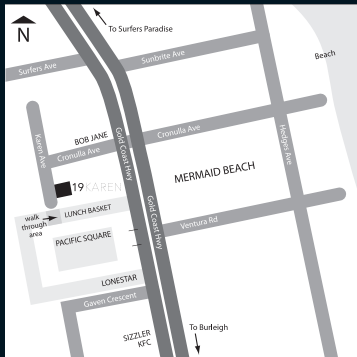 To Surfers Paradise
N
Surfers Ave
Sunbrite Ave
Beach
Karen Ave
BOB JANE
Cronulla Ave
Gold Coast Hwy
Cronulla Ave
Hedges Ave
MERMAID BEACH
19 KAREN
walk
through
area
LUNCH BASKET
Gold Coast Hwy
Ventura Rd
PACIFIC SQUARE
LONESTAR
Gaven Crescent
To Burleigh
SIZZLER
KFC